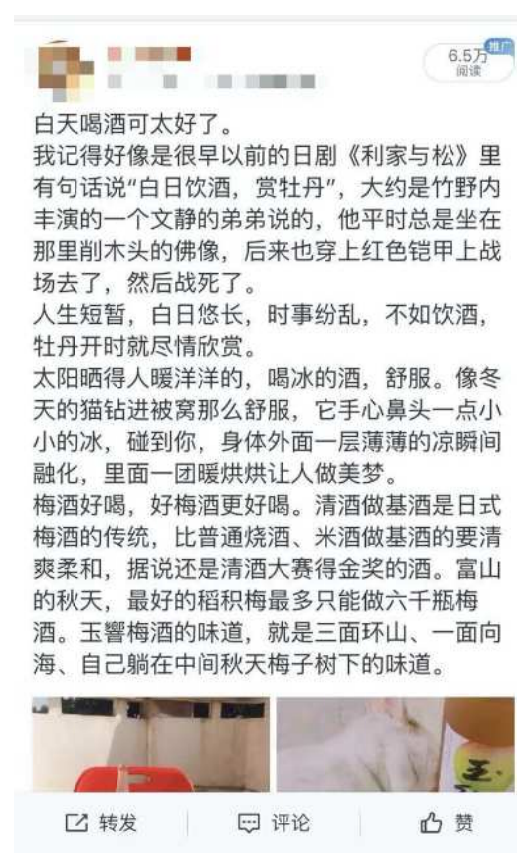 推广
6.5万
阅读
白天喝酒可太好了。
我记得好像是很早以前的日剧《利家与松》里
有句话说“白日饮酒，赏牡丹”，大约是竹野内
丰演的一个文静的弟弟说的，他平时总是坐在
那里削木头的佛像，后来也穿上红色铠甲上战
场去了，然后战死了。
人生短暂，白日悠长，时事纷乱，不如饮酒，
牡丹开时就尽情欣赏。
太阳晒得人暖洋洋的，喝冰的酒，舒服。像冬
天的猫钻进被窝那么舒服，它手心鼻头一点小
小的冰，碰到你，身体外面一层薄薄的凉瞬间
融化，里面一团暖烘烘让人做美梦。
梅酒好喝，好梅酒更好喝。清酒做基酒是日式
梅酒的传统，比普通烧酒、米酒做基酒的要清
爽柔和，据说还是清酒大赛得金奖的酒。富山
的秋天，最好的稻积梅最多只能做六千瓶梅
酒。玉響梅酒的味道，就是三面环山、一面向
海、自己躺在中间秋天梅子树下的味道。
玉
转发
评论
赞